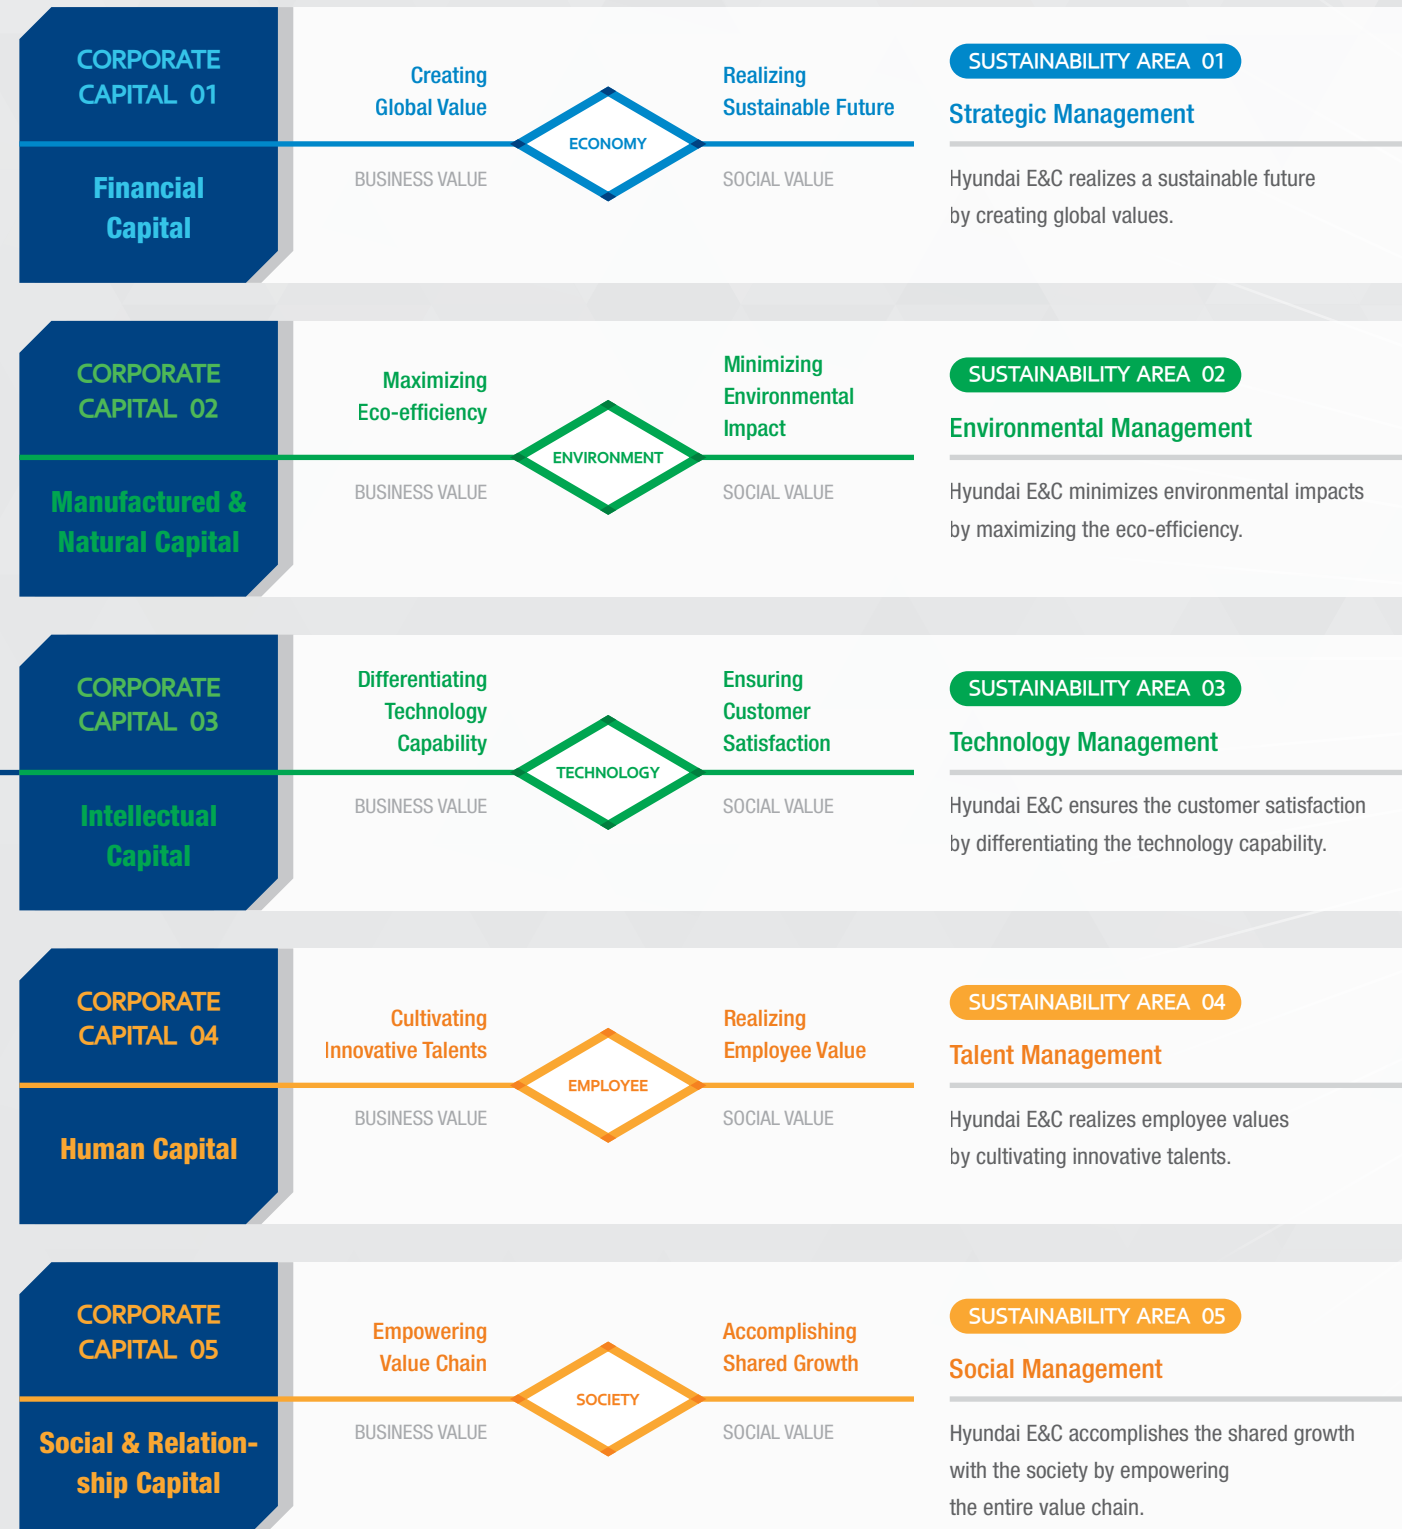 CORPORATE
CAPITAL 01
Financial
Capital
Creating
Global Value
BUSINESS VALUE
ECONOMY
Realizing
Sustainable Future
SOCIAL VALUE
SUSTAINABILITY AREA 01
Strategic Management
Hyundai E&C realizes a sustainable future
by creating global values.
CORPORATE
CAPITAL 02
Manufactured &
Natural Capital
Maximizing
Eco-efficiency
BUSINESS VALUE
ENVIRONMENT
Minimizing
Environmental
Impact
SOCIAL VALUE
SUSTAINABILITY AREA 02
Environmental Management
Hyundai E&C minimizes environmental impacts
by maximizing the eco-efficiency.
CORPORATE
CAPITAL 03
Intellectual
Capital
Differentiating
Technology
Capability
BUSINESS VALUE
TECHNOLOGY
Ensuring
Customer
Satisfaction
SOCIAL VALUE
SUSTAINABILITY AREA 03
Technology Management
Hyundai E&C ensures the customer satisfaction
by differentiating the technology capability.
CORPORATE
CAPITAL 04
Human Capital
Cultivating
Innovative Talents
BUSINESS VALUE
EMPLOYEE
Realizing
Employee Value
SOCIAL VALUE
SUSTAINABILITY AREA 04
Talent Management
Hyundai E&C realizes employee values
by cultivating innovative talents.
CORPORATE
CAPITAL 05
Social & Relation-
ship Capital
Empowering
Value Chain
BUSINESS VALUE
SOCIETY
Accomplishing
Shared Growth
SOCIAL VALUE
SUSTAINABILITY AREA 05
Social Management
Hyundai E&C accomplishes the shared growth
with the society by empowering
the entire value chain.